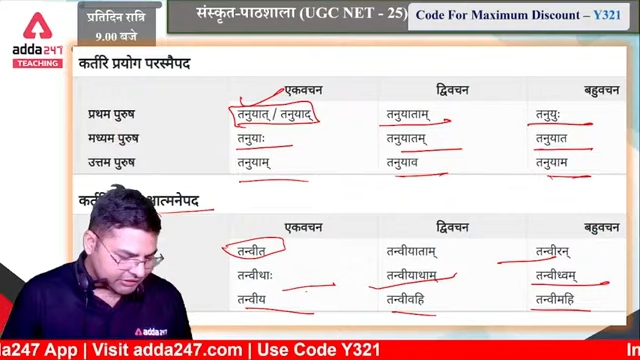 प्रतिदिन रात्रि
9.00 बजे
संस्कृत-पाठशाला (UGC NET - 25)
Code For Maximum Discount - Y321
adda247
TEACHING
कर्तरि प्रयोग परस्मैपद
एकवचन द्विवचन बहुवचन
प्रथम पुरुष तनुयात् / तनुयाद् तनुयाताम् तनुयुः
मध्यम पुरुष तनुयाः तनुयातम् तनुयात
उत्तम पुरुष तनुयाम् तनुयाव तनुयाम
आत्मनेपद
एकवचन द्विवचन बहुवचन
तन्वीत तन्वीयाताम् तन्वीरन्
तन्वीथाः तन्वीयाथाम् तन्वीध्वम्
तन्वीय तन्वीवहि तन्वीमहि
adda247
da247 App | Visit adda247.com | Use Code Y321